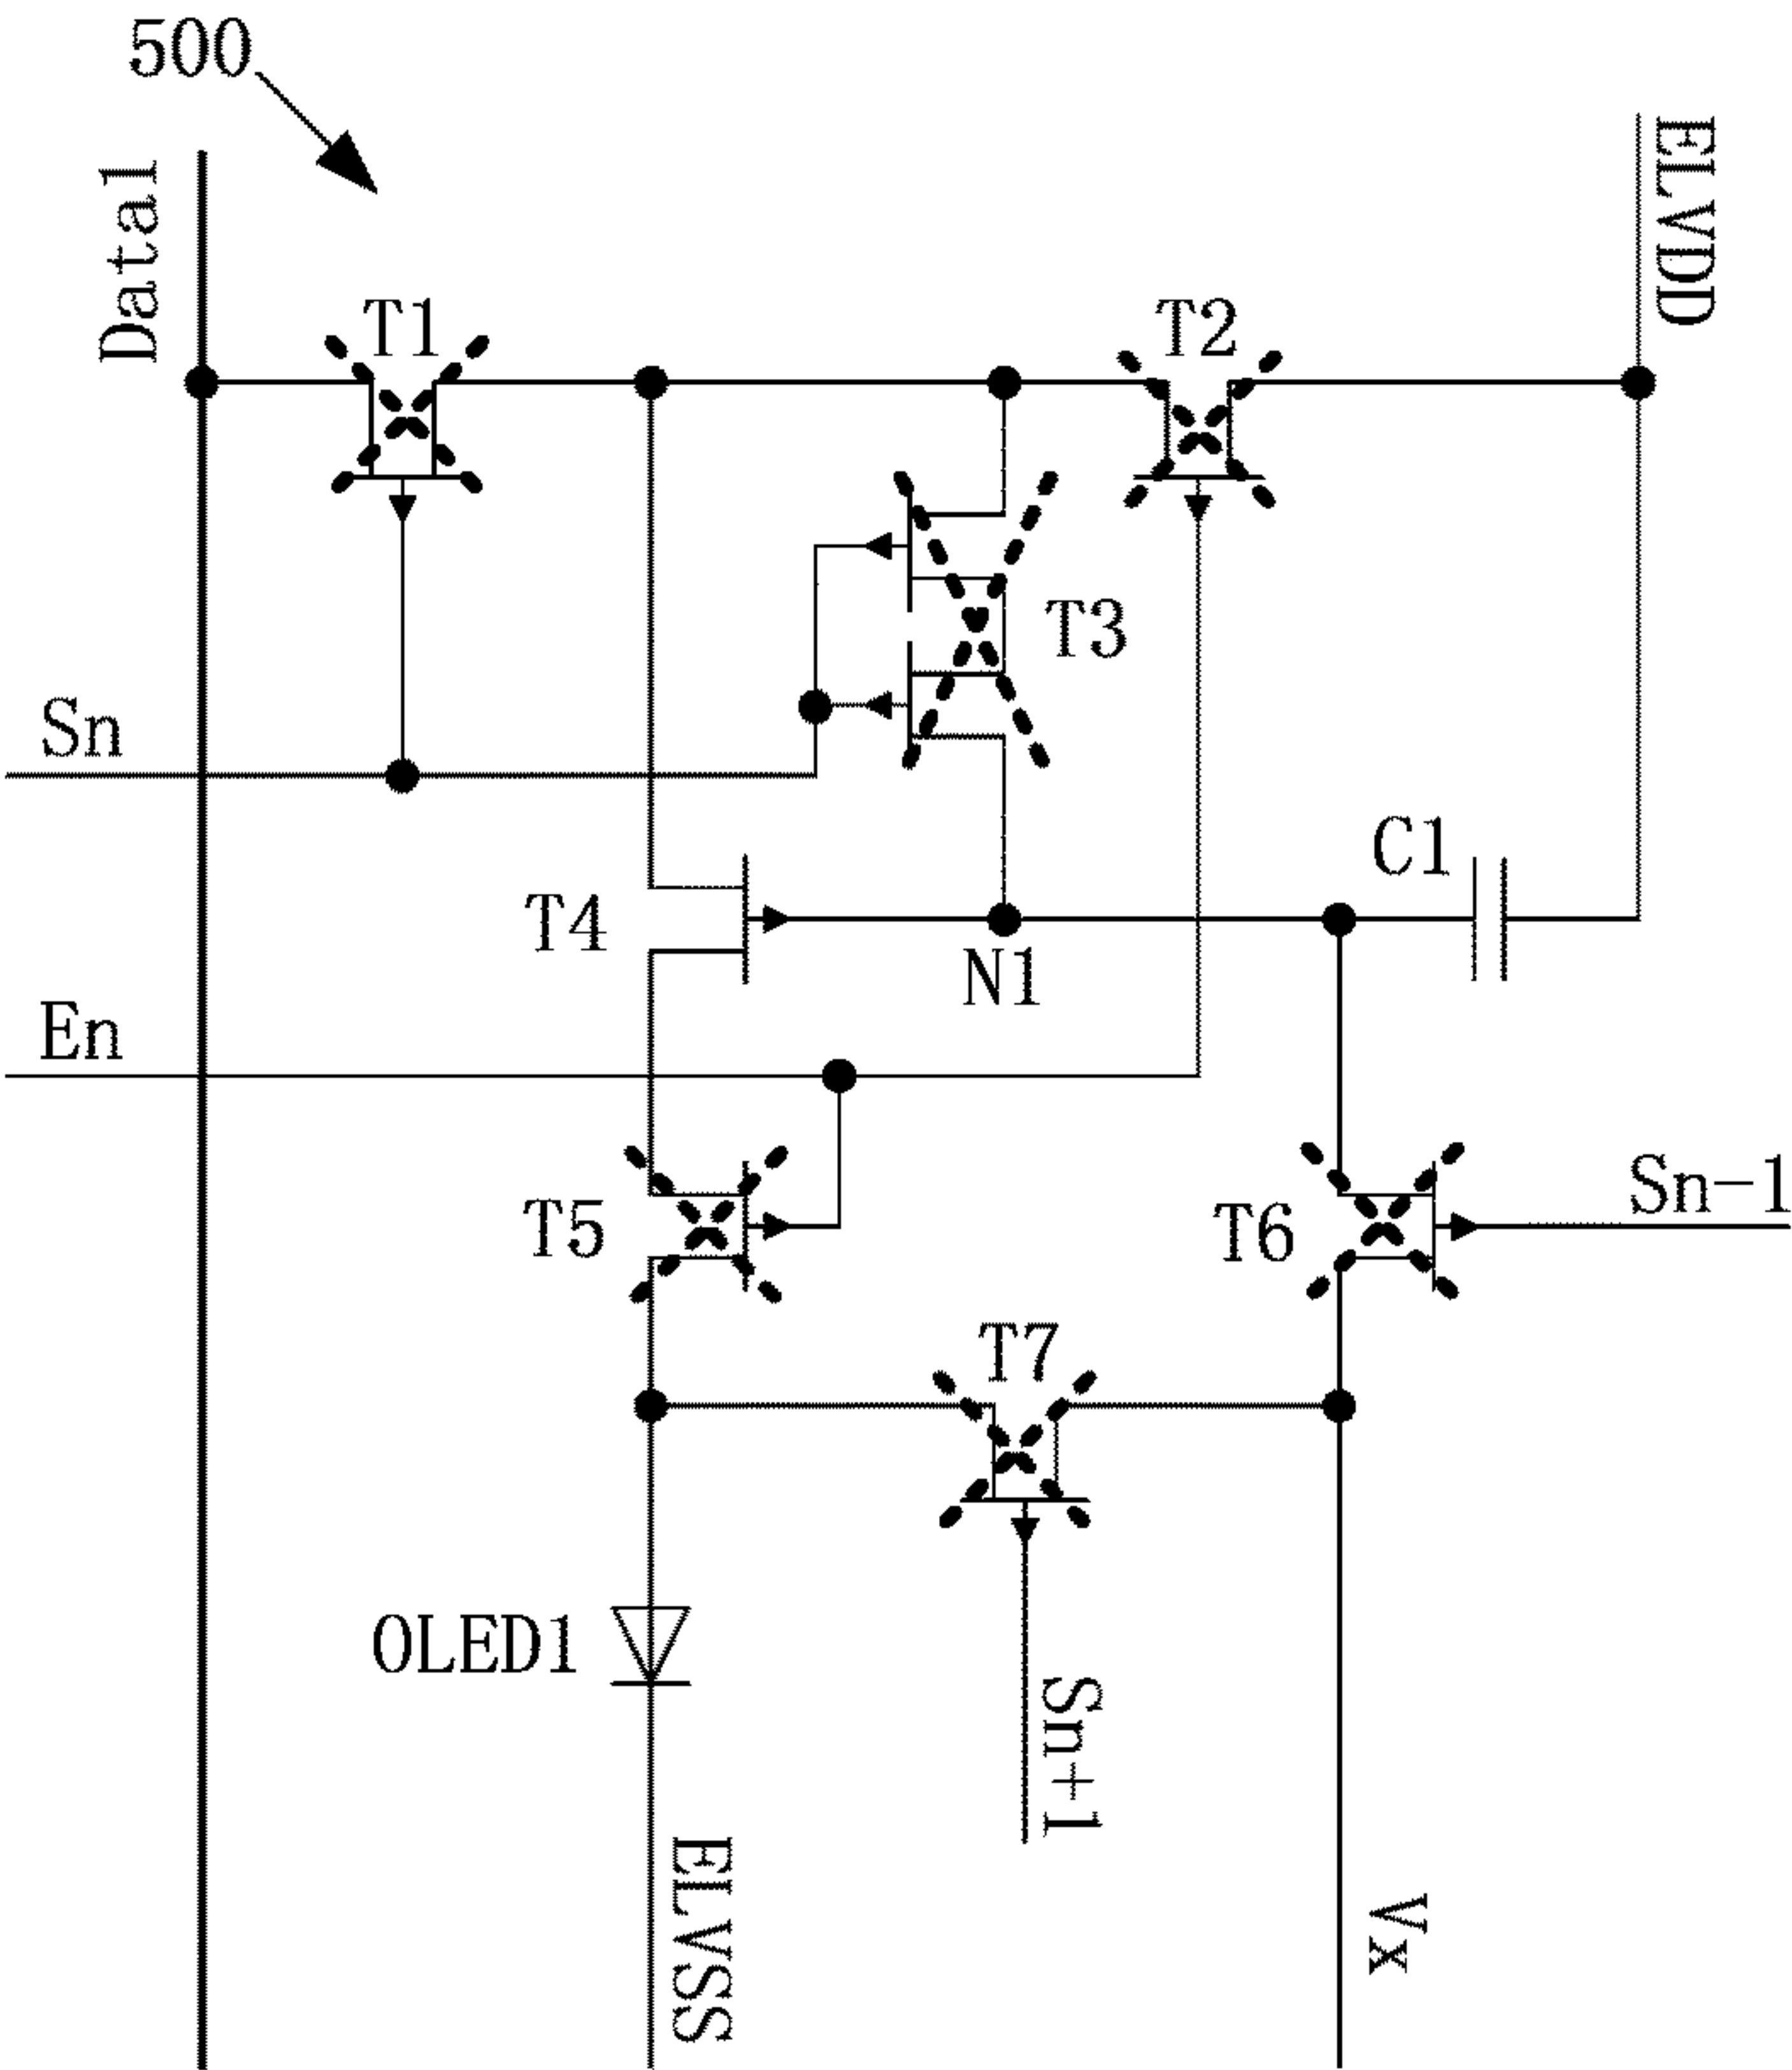 500
Data1
ELVDD
T1
T2
T3
Sn
C1
T4
N1
En
Sn-1
T5
T6
T7
OLED1
Sn+1
ELVSS
Vx